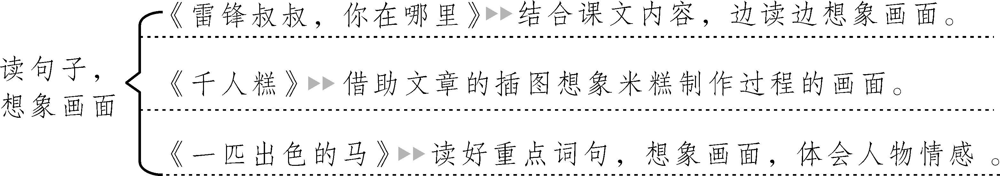 读句子，
想象画面
《雷锋叔叔，你在哪里》▶▶结合课文内容，边读边想象画面。
《千人糕》▶▶借助文章的插图想象米糕制作过程的画面。
《一匹出色的马》▶▶读好重点词句，想象画面，体会人物情感。